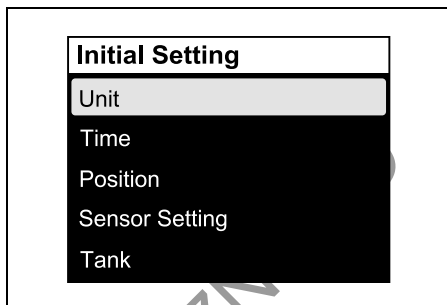 Initial Setting
Unit
Time
Position
Sensor Setting
Tank